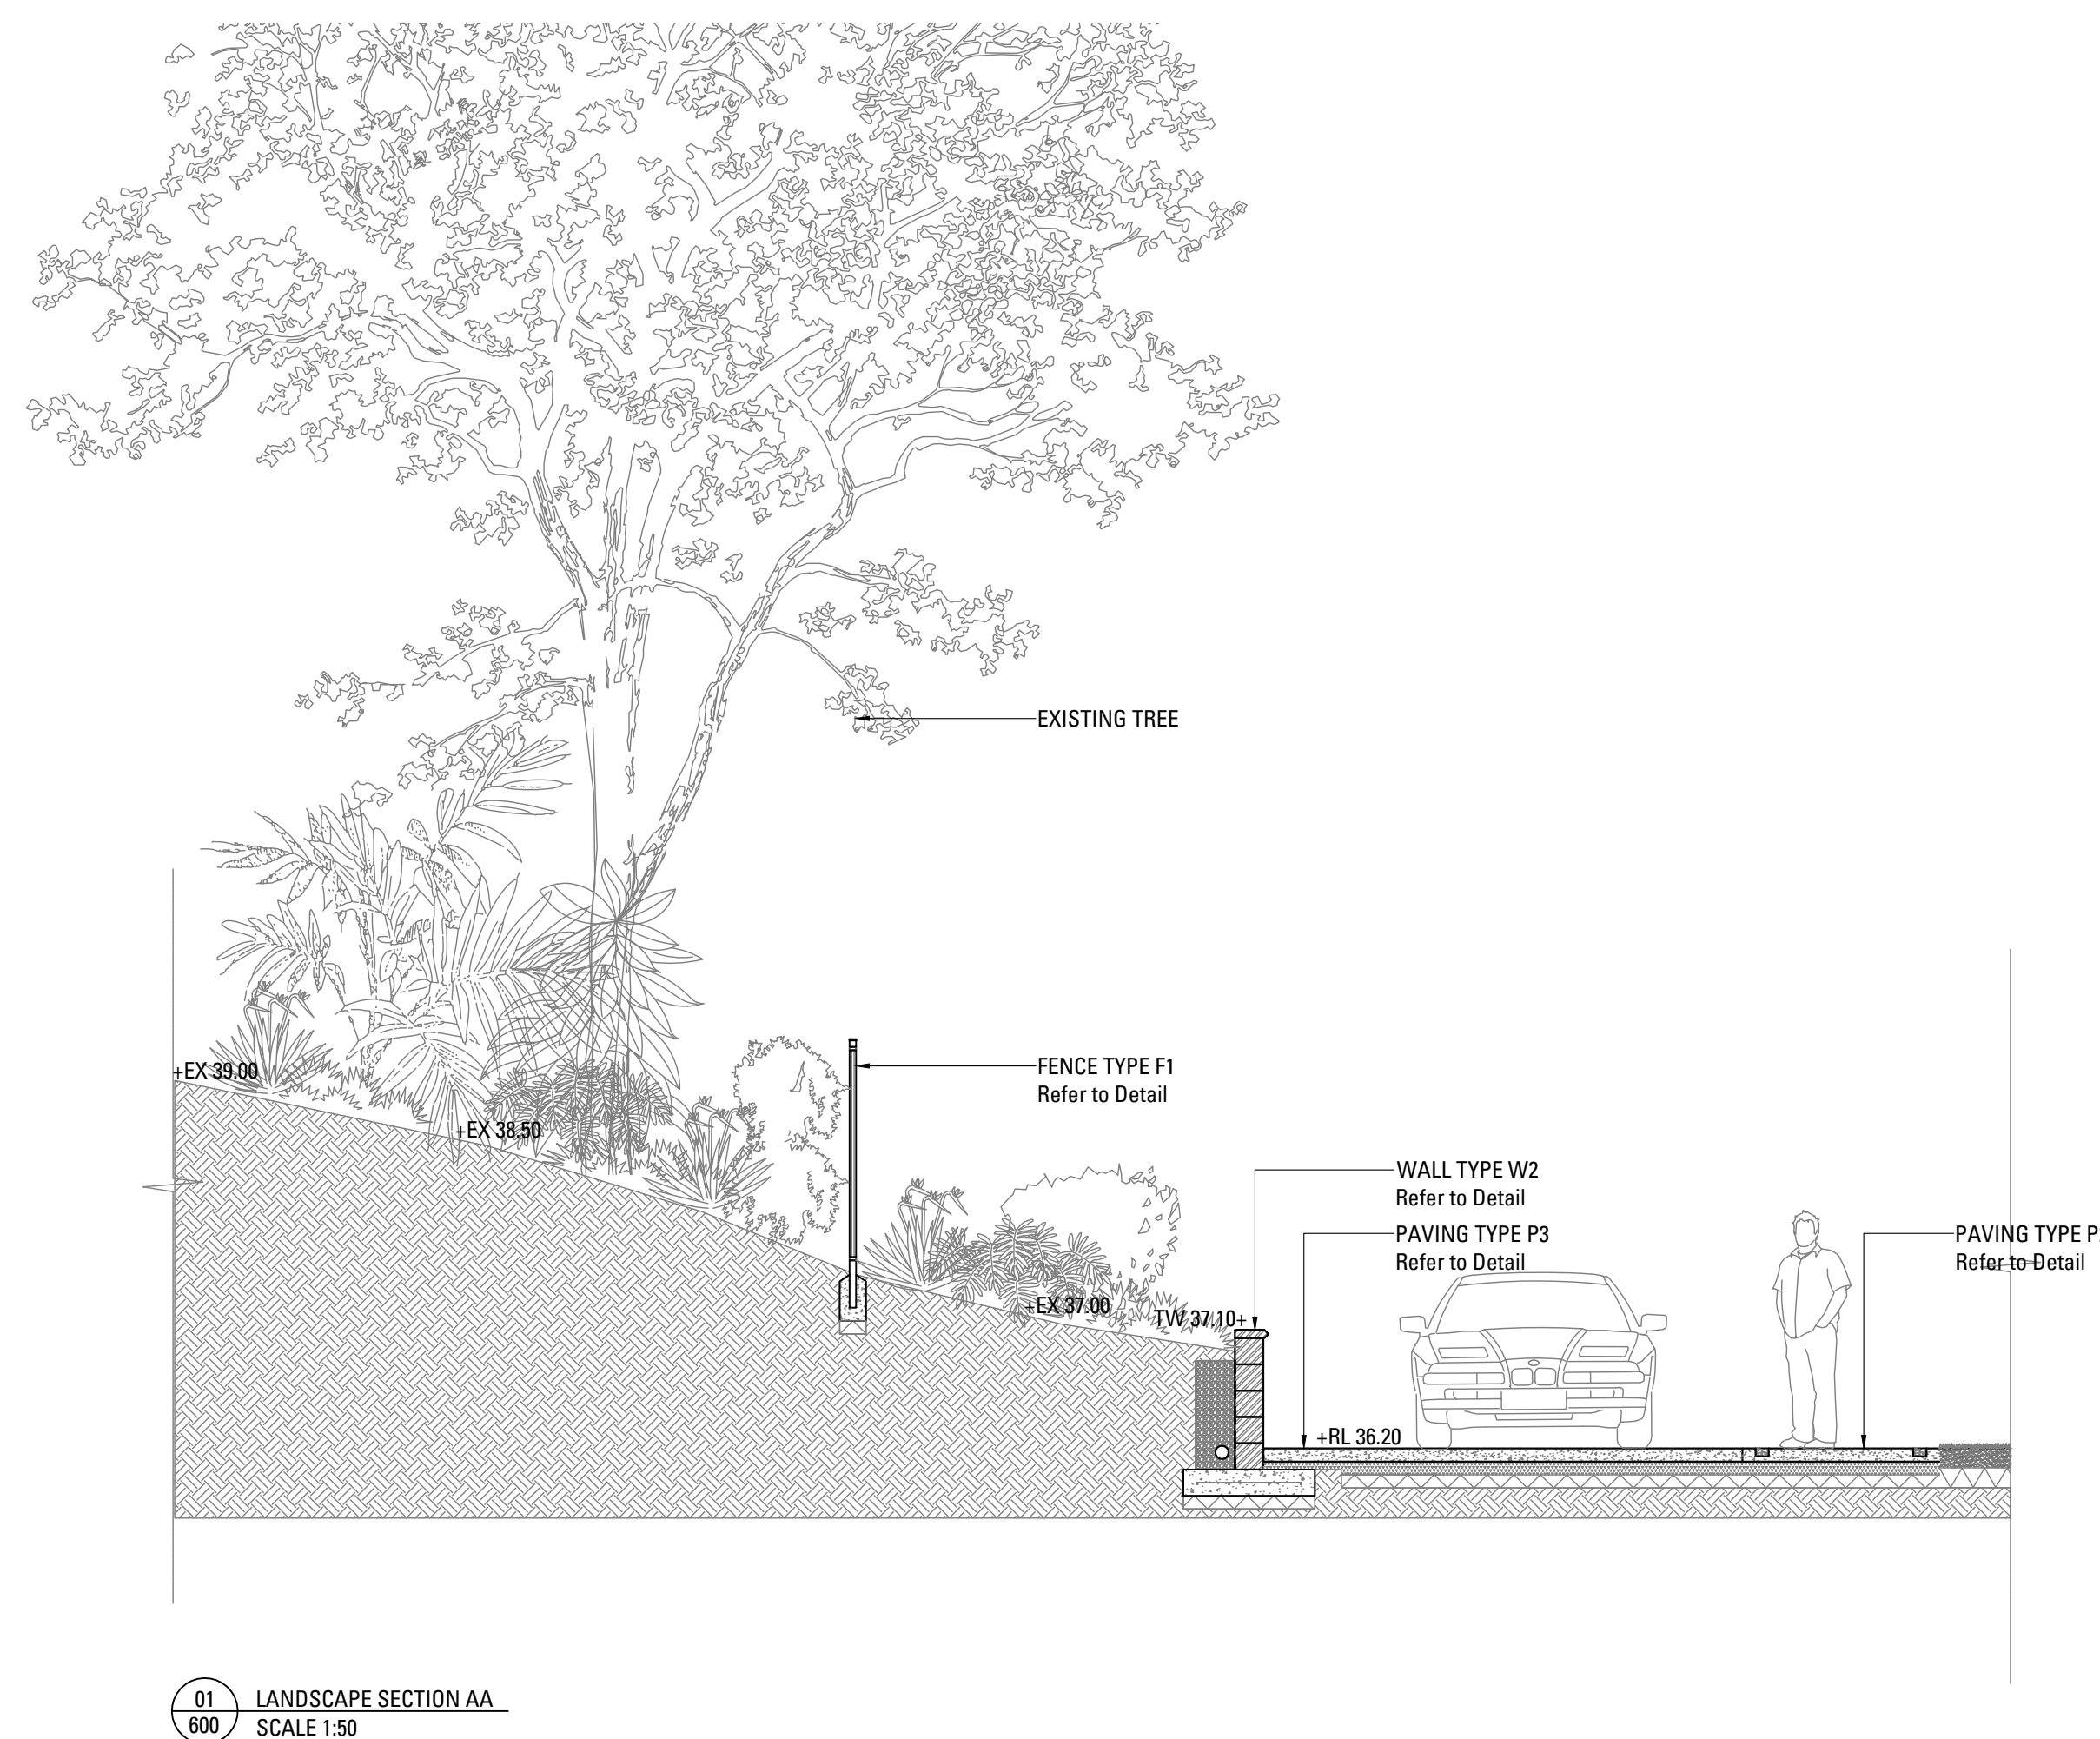 EXISTING TREE
+EX 39.00
FENCE TYPE F1
Refer to Detail
+EX 38.50
WALL TYPE W2
Refer to Detail
PAVING TYPE P3
Refer to Detail
PAVING TYPE
Refer to Detail
+EX 37.00
TW 37.10+
+RL 36.20
01
600
LANDSCAPE SECTION AA
SCALE 1:50